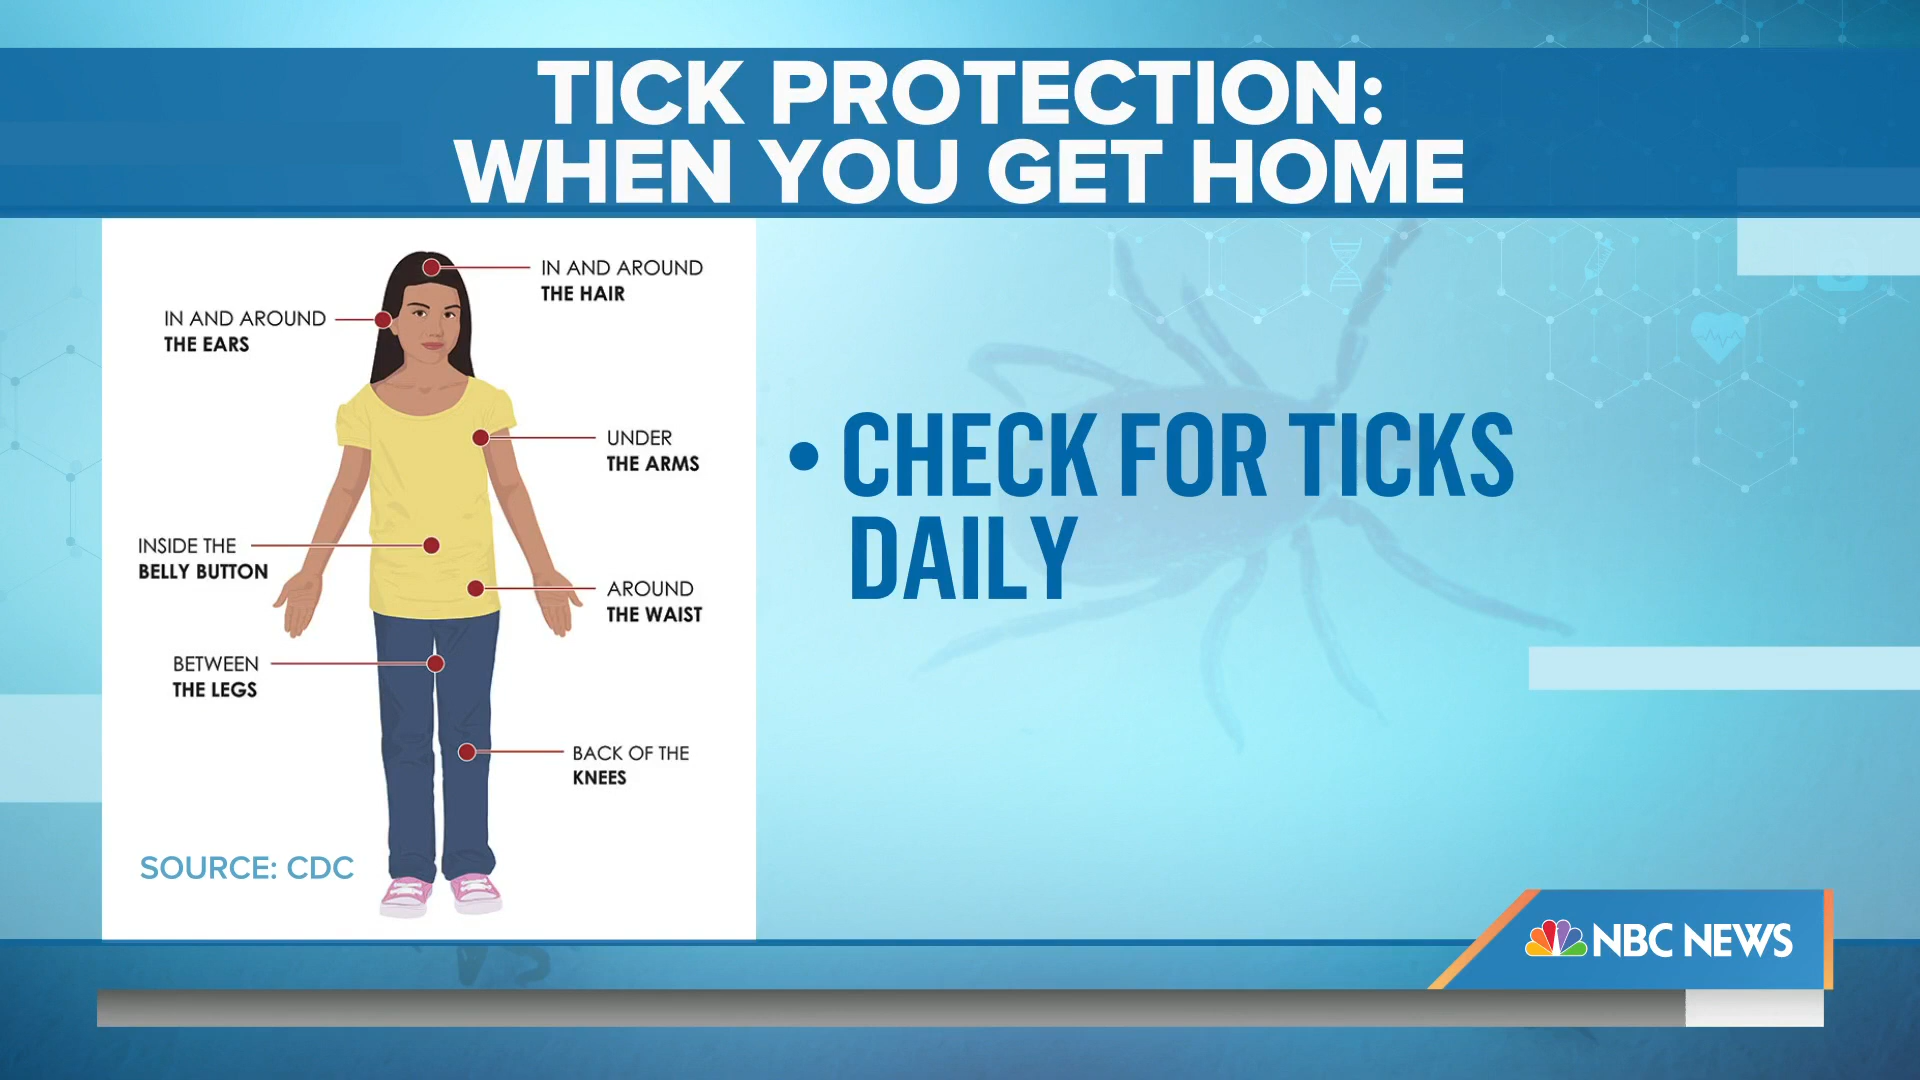 TICK PROTECTION:
WHEN YOU GET HOME
IN AND AROUND
THE HAIR
IN AND AROUND
THE EARS
UNDER
THE ARMS
INSIDE THE
BELLY BUTTON
AROUND
THE WAIST
BETWEEN
THE LEGS
BACK OF THE
KNEES
SOURCE: CDC
• CHECK FOR TICKS
DAILY
NBC NEWS